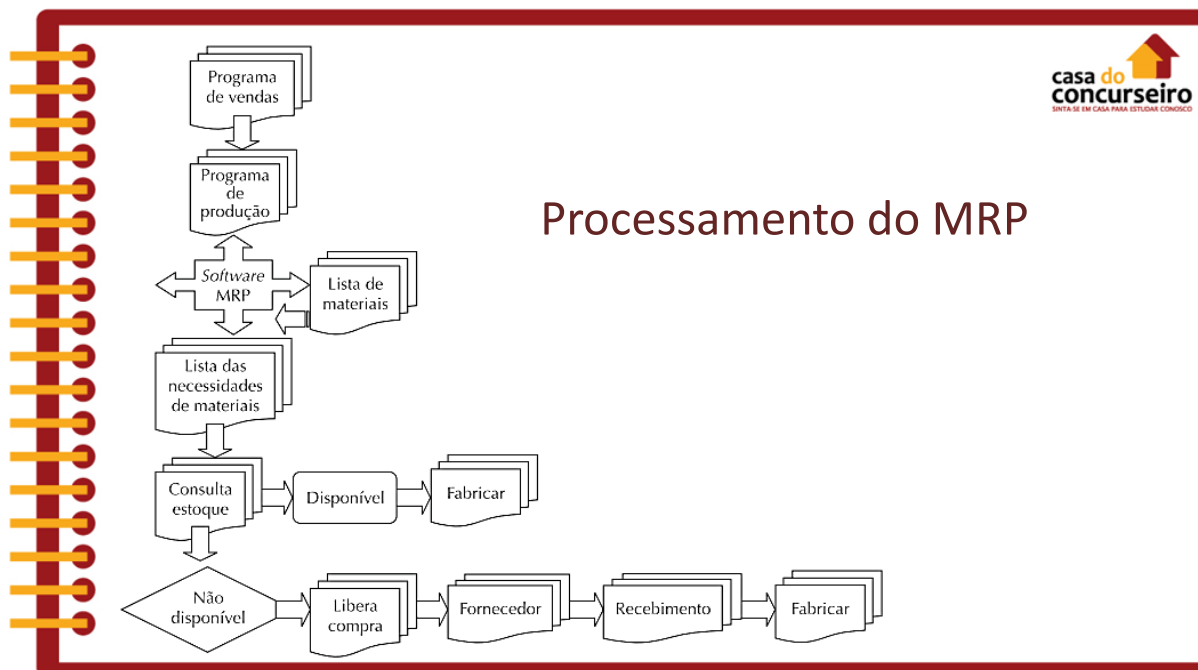 Programa
de vendas
casa do
concurseiro
SINTA-SE EM CASA PARA ESTUDAR CONOSCO
Programa
de
produção
Processamento do MRP
Software
MRP
Lista de
materiais
Lista das
necessidades
de materiais
Consulta
estoque
Disponível
Fabricar
Não
disponível
Libera
compra
Fornecedor
Recebimento
Fabricar